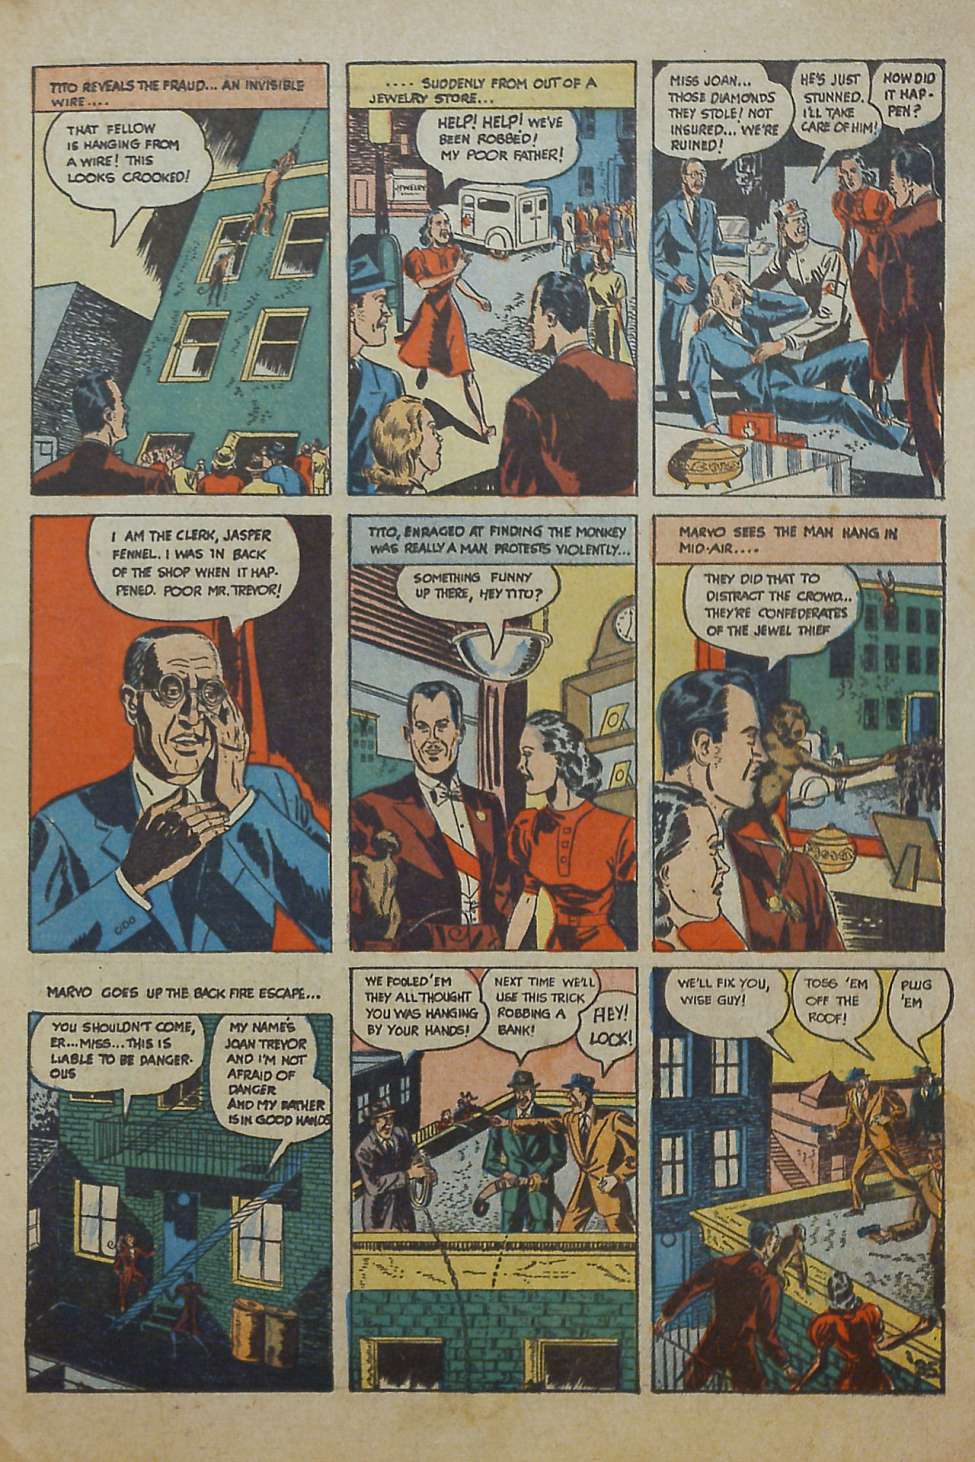 TITO REVEALS THE FRAUD... AN INVISIBLE
WIRE....
THAT FELLOW
IS HANGING FROM
A WIRE! THIS
LOOKS CROOKED!
.... SUDDENLY FROM OUT OF A
JEWELRY STORE...
HELP! HELP! WE'VE
BEEN ROBBED!
MY POOR FATHER!
JEWELRY
MISS JOAN...
THOSE DIAMONDS
THEY STOLE! NOT
INSURED... WE'RE
RUINED!
HE'S JUST
STUNNED.
I'LL TAKE
CARE OF HIM!
HOW DID
IT HAP-
PEN?
I AM THE CLERK, JASPER
FENNEL. I WAS IN BACK
OF THE SHOP WHEN IT HAP-
PENED. POOR MR. TREVOR!
TITO, ENRAGED AT FINDING THE MONKEY
WAS REALLY A MAN PROTESTS VIOLENTLY...
SOMETHING FUNNY
UP THERE, HEY TITO?
MARVO SEES THE MAN HANG IN
MID-AIR....
THEY DID THAT TO
DISTRACT THE CROWD...
THEY'RE CONFEDERATES
OF THE JEWEL THIEF
MARVO GOES UP THE BACK FIRE ESCAPE...
YOU SHOULDN'T COME,
ER...MISS...THIS IS
LIABLE TO BE DANGER-
OUS
MY NAME'S
JOAN TREVOR
AND I'M NOT
AFRAID OF
DANGER
AND MY FATHER
IS IN GOOD HANDS
WE FOOLED 'EM
THEY ALL THOUGHT
YOU WAS HANGING
BY YOUR HANDS!
NEXT TIME WE'LL
USE THIS TRICK
ROBBING A
BANK!
HEY!
LOOK!
WE'LL FIX YOU,
WISE GUY!
TOSS 'EM
OFF THE
ROOF!
PLUG
'EM